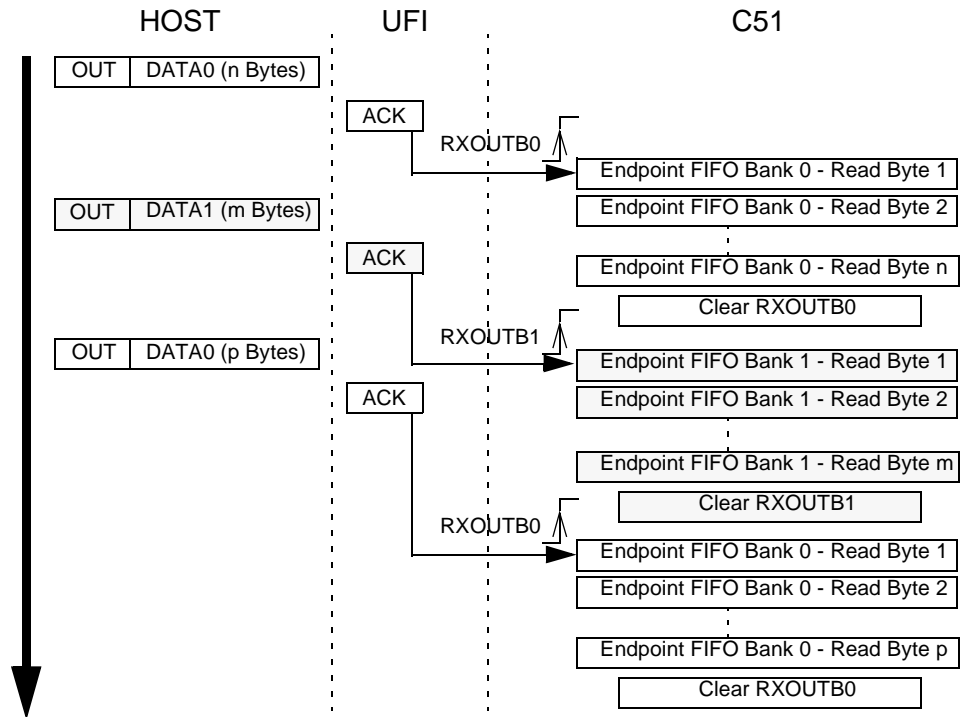 HOST UFI C51
OUT DATA0 (n Bytes)
ACK
RXOUTB0
Endpoint FIFO Bank 0 - Read Byte 1
OUT DATA1 (m Bytes)
Endpoint FIFO Bank 0 - Read Byte 2
ACK
Endpoint FIFO Bank 0 - Read Byte n
Clear RXOUTB0
RXOUTB1
OUT DATA0 (p Bytes)
Endpoint FIFO Bank 1 - Read Byte 1
ACK
Endpoint FIFO Bank 1 - Read Byte 2
Endpoint FIFO Bank 1 - Read Byte m
Clear RXOUTB1
RXOUTB0
Endpoint FIFO Bank 0 - Read Byte 1
Endpoint FIFO Bank 0 - Read Byte 2
Endpoint FIFO Bank 0 - Read Byte p
Clear RXOUTB0